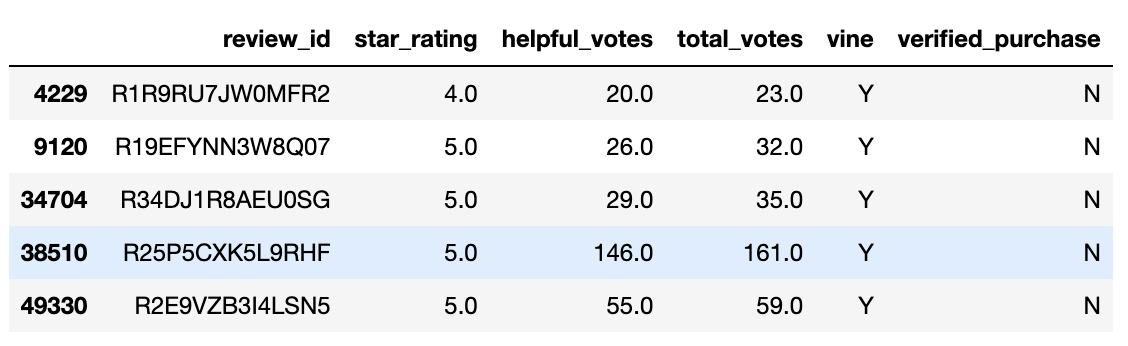 review_id star_rating helpful_votes total_votes vine verified_purchase
4229 R1R9RU7JW0MFR2 4.0 20.0 23.0 Y N
9120 R19EFYNN3W8Q07 5.0 26.0 32.0 Y N
34704 R34DJ1R8AEU0SG 5.0 29.0 35.0 Y N
38510 R25P5CXK5L9RHF 5.0 146.0 161.0 Y N
49330 R2E9VZB3I4LSN5 5.0 55.0 59.0 Y N